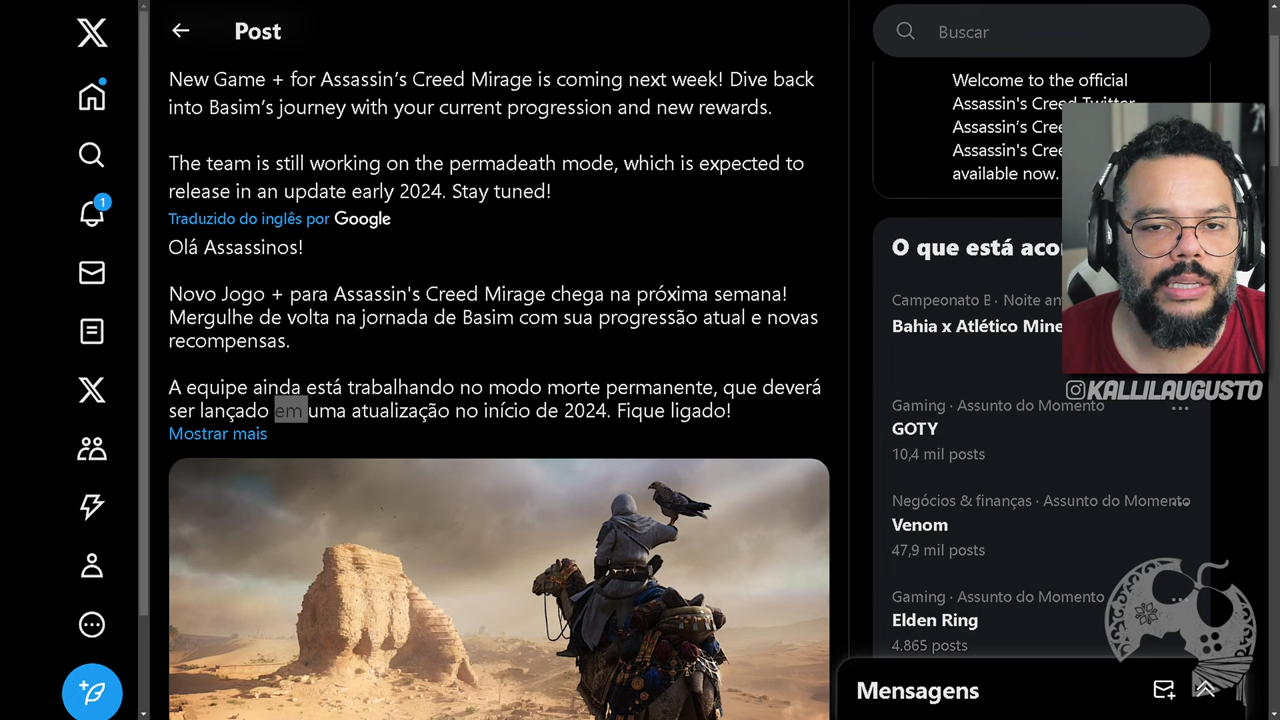 Post
New Game + for Assassin’s Creed Mirage is coming next week! Dive back
into Basim’s journey with your current progression and new rewards.
The team is still working on the permadeath mode, which is expected to
release in an update early 2024. Stay tuned!
Traduzido do inglês por Google
Olá Assassinos!
Novo Jogo + para Assassin's Creed Mirage chega na próxima semana!
Mergulhe de volta na jornada de Basim com sua progressão atual e novas
recompensas.
A equipe ainda está trabalhando no modo morte permanente, que deverá
ser lançado em uma atualização no início de 2024. Fique ligado!
Mostrar mais
1
Buscar
Welcome to the official
Assassin's Creed Twitter
Assassin’s
Assassin's
available now.
O que está
Campeonato B · Noite
Bahia x Atlético
KALLILAUGUSTO
Gaming · Assunto do Momento
GOTY
10,4 mil posts
Negócios & finanças · Assunto do Momento
Venom
47,9 mil posts
Gaming · Assunto do Momento
Elden Ring
4.865 posts
Mensagens